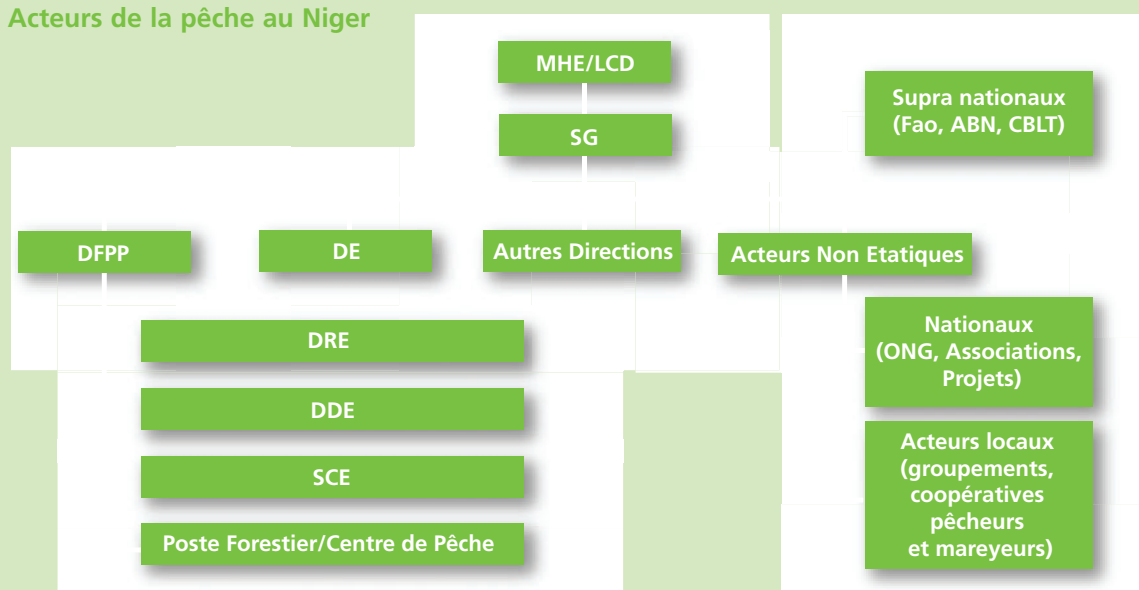 Acteurs de la pêche au Niger
MHE/LCD
SG
Supra nationaux
(Fao, ABN, CBLT)
DFPP
DE
Autres Directions
Acteurs Non Etatiques
DRE
DDE
SCE
Poste Forestier/Centre de Pêche
Nationaux
(ONG, Associations,
Projets)
Acteurs locaux
(groupements,
coopératives
pêcheurs
et mareyeurs)